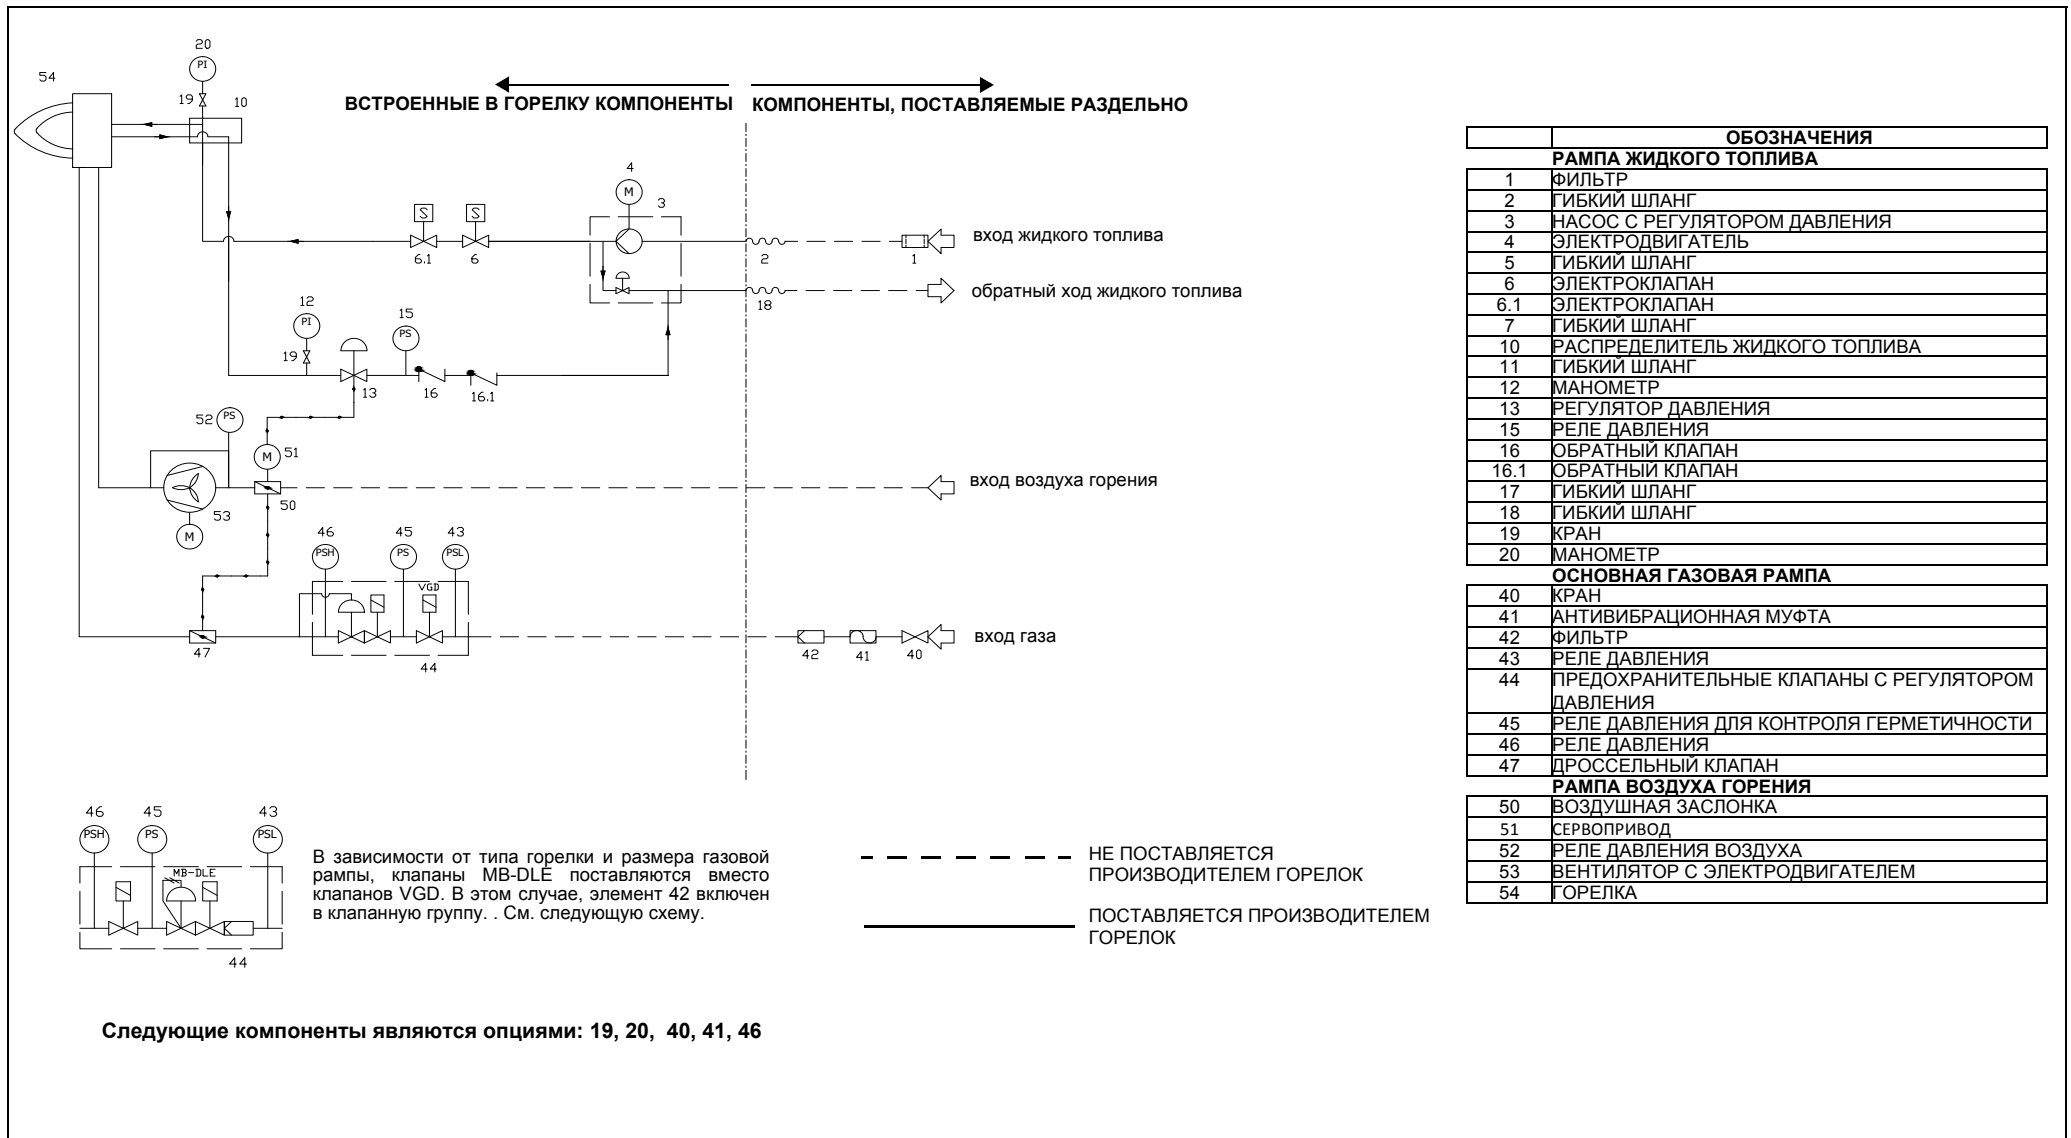 20
PI
54
19
10
ВСТРОЕННЫЕ В ГОРЕЛКУ КОМПОНЕНТЫ
КОМПОНЕНТЫ, ПОСТАВЛЯЕМЫЕ РАЗДЕЛЬНО
4
M
3
S
S
6.1
6
2
1
вход жидкого топлива
18
обратный ход жидкого топлива
12
PI
19
15
PS
13
16
16.1
52
PS
M
51
53
50
M
вход воздуха горения
46
45
43
PSH
PS
PSL
VGD
47
44
42
41
40
вход газа
46
45
43
PSH
PS
PSL
MB-DLE
44
В зависимости от типа горелки и размера газовой
рампы, клапаны MB-DLE поставляются вместо
клапанов VGD. В этом случае, элемент 42 включен
в клапанную группу. . См. следующую схему.
НЕ ПОСТАВЛЯЕТСЯ
ПРОИЗВОДИТЕЛЕМ ГОРЕЛОК
ПОСТАВЛЯЕТСЯ ПРОИЗВОДИТЕЛЕМ
ГОРЕЛОК
Следующие компоненты являются опциями: 19, 20, 40, 41, 46
ОБОЗНАЧЕНИЯ
РАМПА ЖИДКОГО ТОПЛИВА
1 ФИЛЬТР
2 ГИБКИЙ ШЛАНГ
3 НАСОС С РЕГУЛЯТОРОМ ДАВЛЕНИЯ
4 ЭЛЕКТРОДВИГАТЕЛЬ
5 ГИБКИЙ ШЛАНГ
6 ЭЛЕКТРОКЛАПАН
6.1 ЭЛЕКТРОКЛАПАН
7 ГИБКИЙ ШЛАНГ
10 РАСПРЕДЕЛИТЕЛЬ ЖИДКОГО ТОПЛИВА
11 ГИБКИЙ ШЛАНГ
12 МАНОМЕТР
13 РЕГУЛЯТОР ДАВЛЕНИЯ
15 РЕЛЕ ДАВЛЕНИЯ
16 ОБРАТНЫЙ КЛАПАН
16.1 ОБРАТНЫЙ КЛАПАН
17 ГИБКИЙ ШЛАНГ
18 ГИБКИЙ ШЛАНГ
19 КРАН
20 МАНОМЕТР
ОСНОВНАЯ ГАЗОВАЯ РАМПА
40 КРАН
41 АНТИВИБРАЦИОННАЯ МУФТА
42 ФИЛЬТР
43 РЕЛЕ ДАВЛЕНИЯ
44 ПРЕДОХРАНИТЕЛЬНЫЕ КЛАПАНЫ С РЕГУЛЯТОРОМ
ДАВЛЕНИЯ
45 РЕЛЕ ДАВЛЕНИЯ ДЛЯ КОНТРОЛЯ ГЕРМЕТИЧНОСТИ
46 РЕЛЕ ДАВЛЕНИЯ
47 ДРОССЕЛЬНЫЙ КЛАПАН
РАМПА ВОЗДУХА ГОРЕНИЯ
50 ВОЗДУШНАЯ ЗАСЛОНКА
51 СЕРВОПРИВОД
52 РЕЛЕ ДАВЛЕНИЯ ВОЗДУХА
53 ВЕНТИЛЯТОР С ЭЛЕКТРОДВИГАТЕЛЕМ
54 ГОРЕЛКА